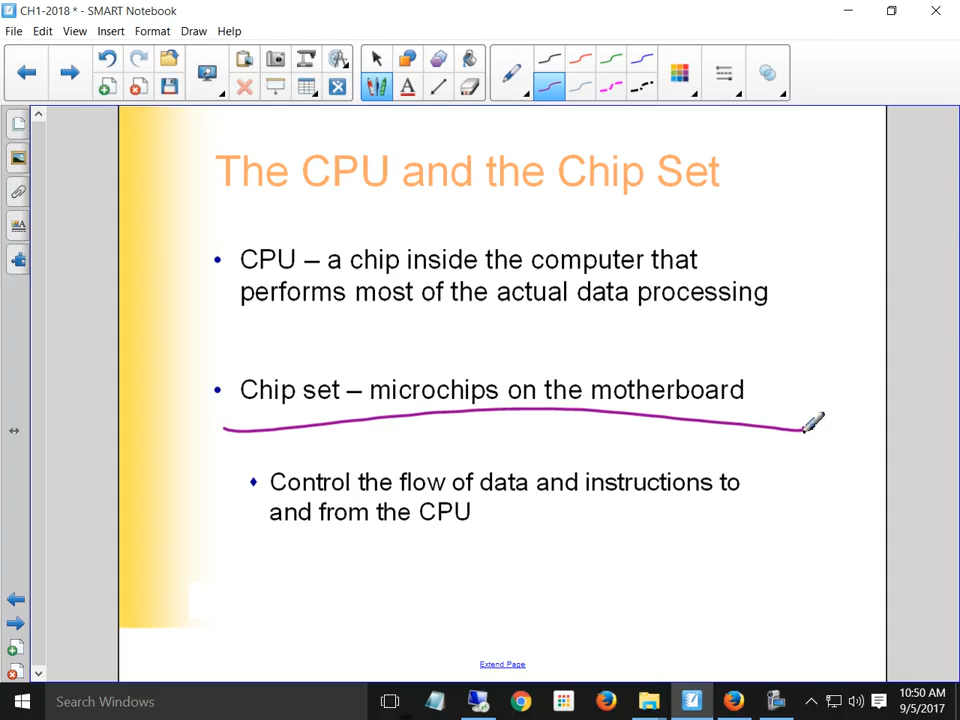 CH1-2018 * - SMART Notebook
File Edit View Insert Format Draw Help
The CPU and the Chip Set
• CPU – a chip inside the computer that
performs most of the actual data processing
• Chip set – microchips on the motherboard
♦ Control the flow of data and instructions to
and from the CPU
Extend Page
Search Windows
10:50 AM
9/5/2017